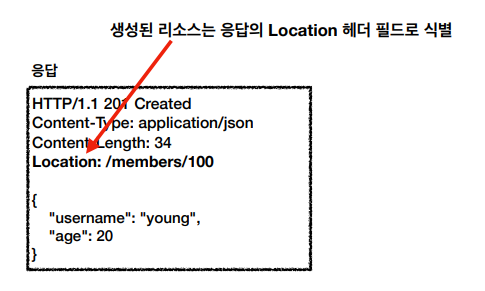 생성된 리소스는 응답의 Location 헤더 필드로 식별
응답
HTTP/1.1 201 Created
Content-Type: application/json
Content-Length: 34
Location: /members/100
{
"username": "young",
"age": 20
}